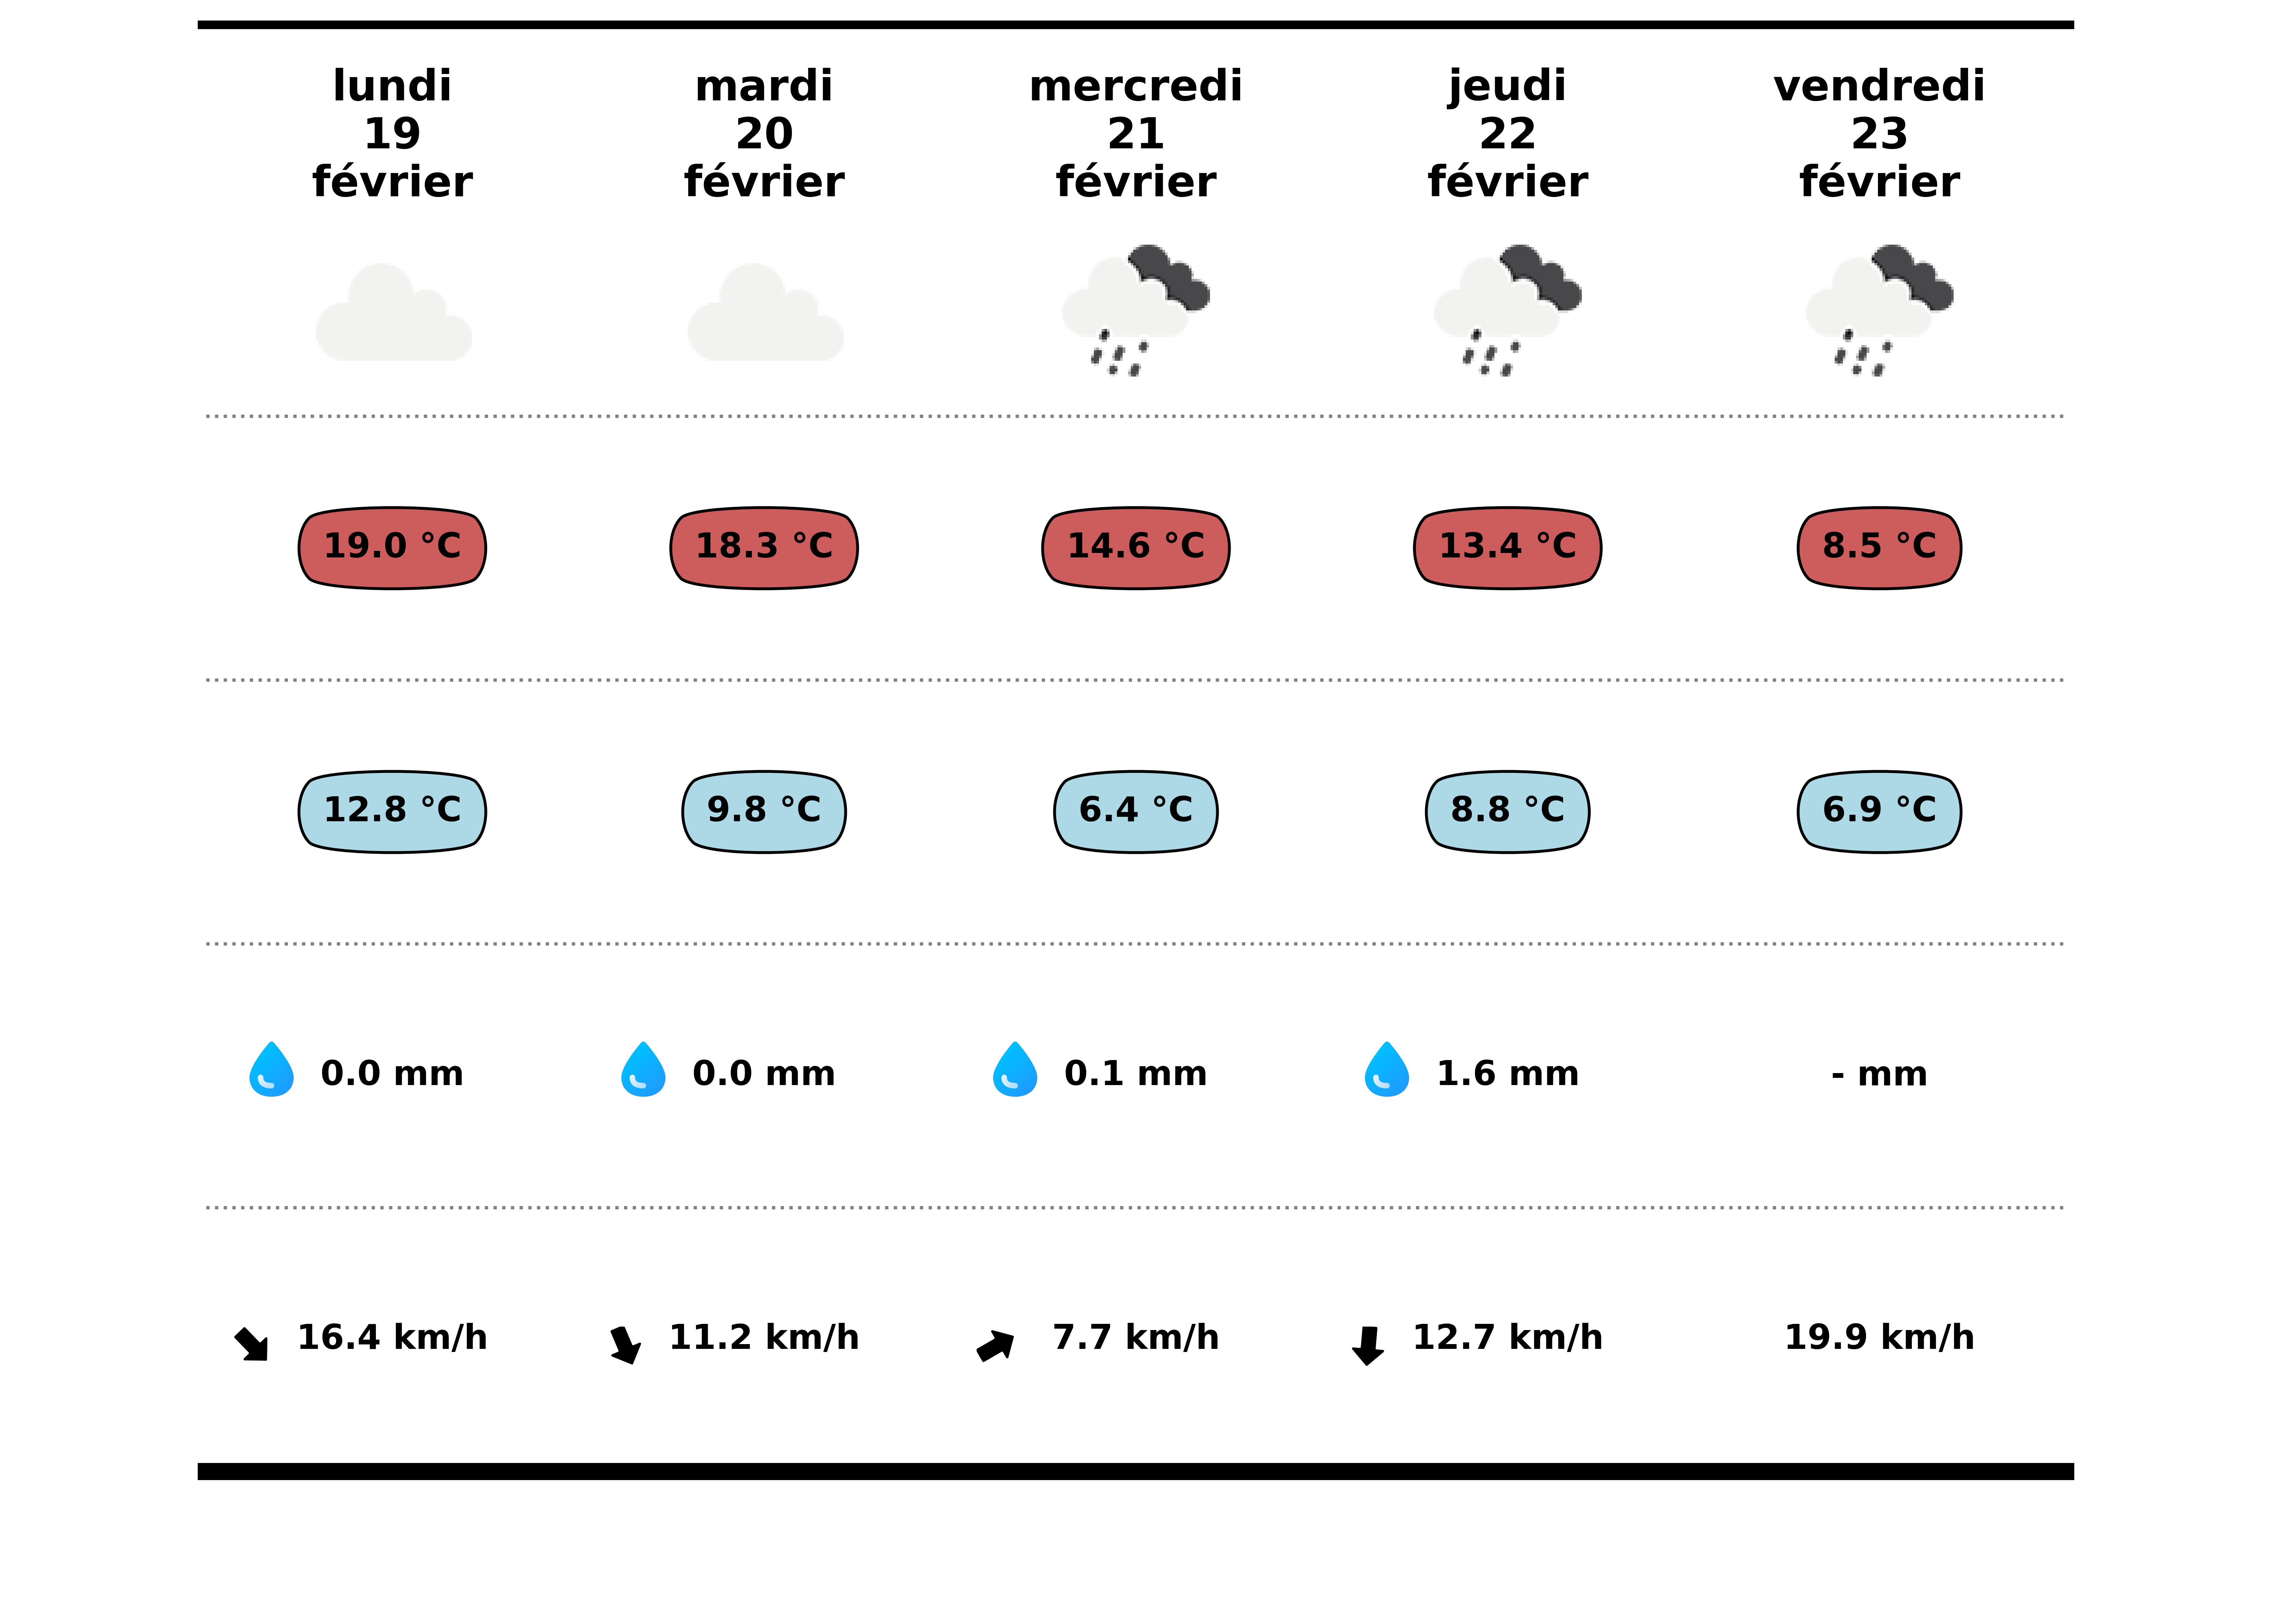 lundi
19
février
mardi
20
février
mercredi
21
février
jeudi
22
février
vendredi
23
février
19.0 °C
18.3 °C
14.6 °C
13.4 °C
8.5 °C
12.8 °C
9.8 °C
6.4 °C
8.8 °C
6.9 °C
0.0 mm
0.0 mm
0.1 mm
1.6 mm
- mm
16.4 km/h
11.2 km/h
7.7 km/h
12.7 km/h
19.9 km/h